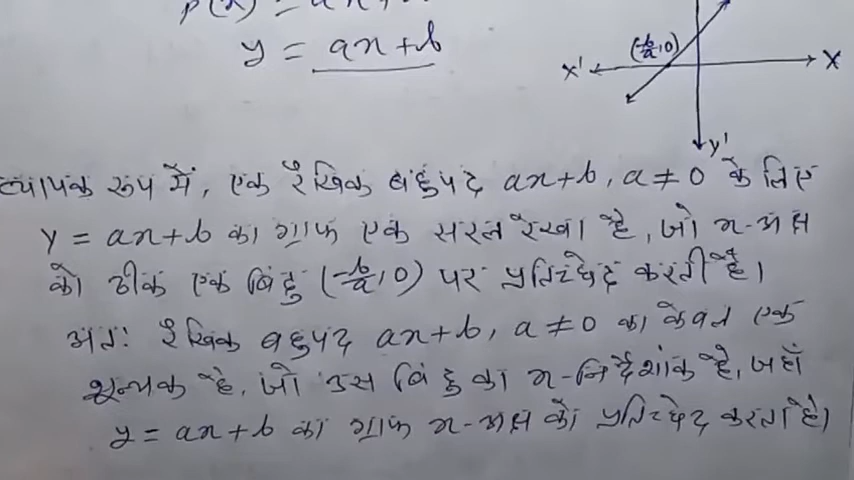 p(x) = ax+
y = ax+b
(-b/a, 0)
X' X
Y'
व्यापक रूप में, एक रैखिक बहुपद ax+b, a ≠ 0 के लिए
y = ax+b का ग्राफ एक सरल रेखा है, जो x-अक्ष
को ठीक एक बिंदु (-b/a, 0) पर प्रतिच्छेद करती है।
अतः रैखिक बहुपद ax+b, a ≠ 0 का केवल एक
शून्यक है, जो उस बिंदु का x-निर्देशांक है, जहाँ
y = ax+b का ग्राफ x-अक्ष को प्रतिच्छेद करता है।